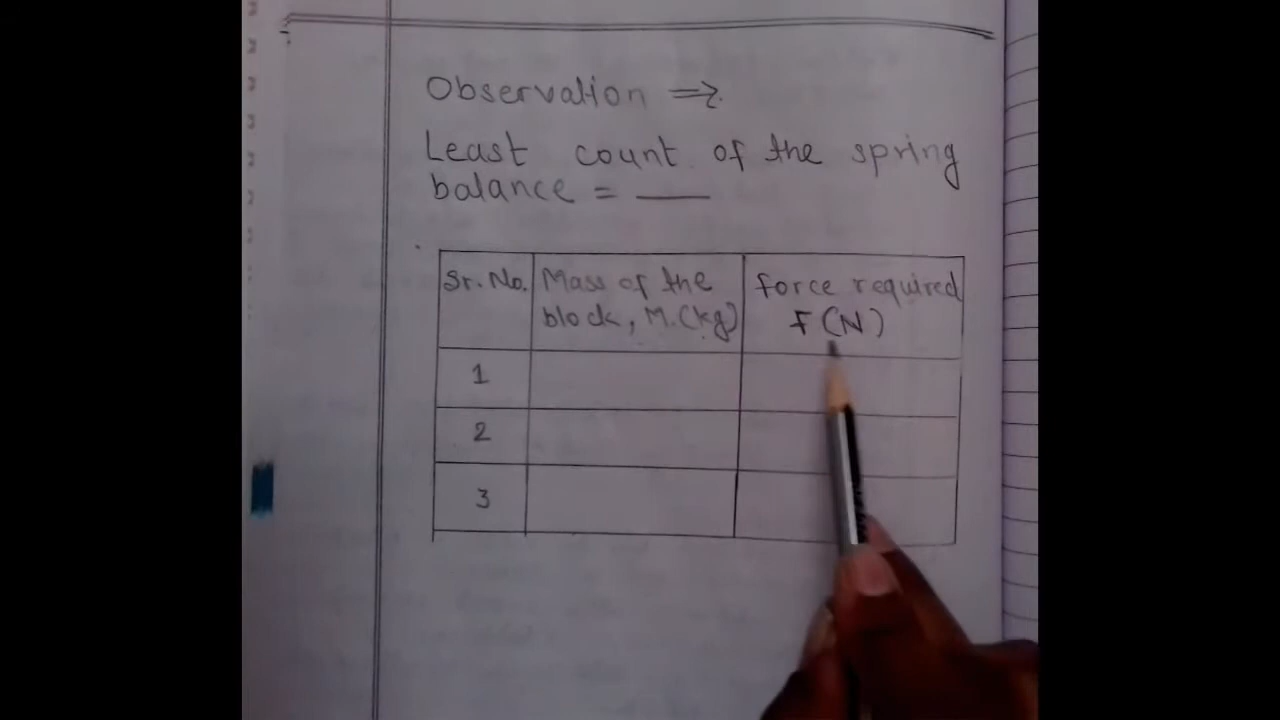 Observation ⇒
Least count of the spring
balance = ___
Sr. No. Mass of the block, M. (kg) force required F (N)
1
2
3